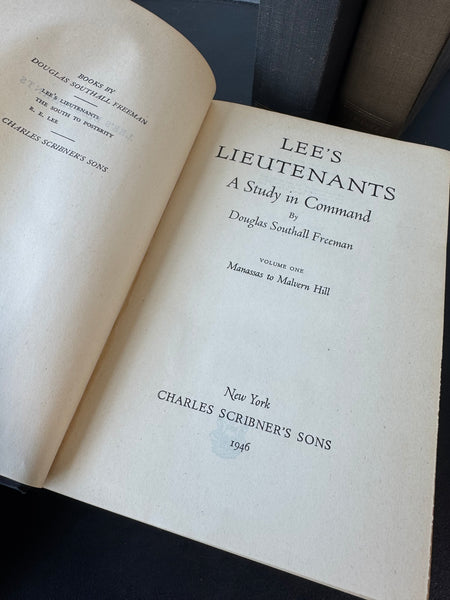 BOOKS BY
DOUGLAS SOUTHALL FREEMAN
LEE'S LIEUTENANTS
THE SOUTH TO POSTERITY
R. E. LEE
CHARLES SCRIBNER'S SONS
LEE'S
LIEUTENANTS
A Study in Command
By
Douglas Southall Freeman
VOLUME ONE
Manassas to Malvern Hill
New York
CHARLES SCRIBNER'S SONS
1946